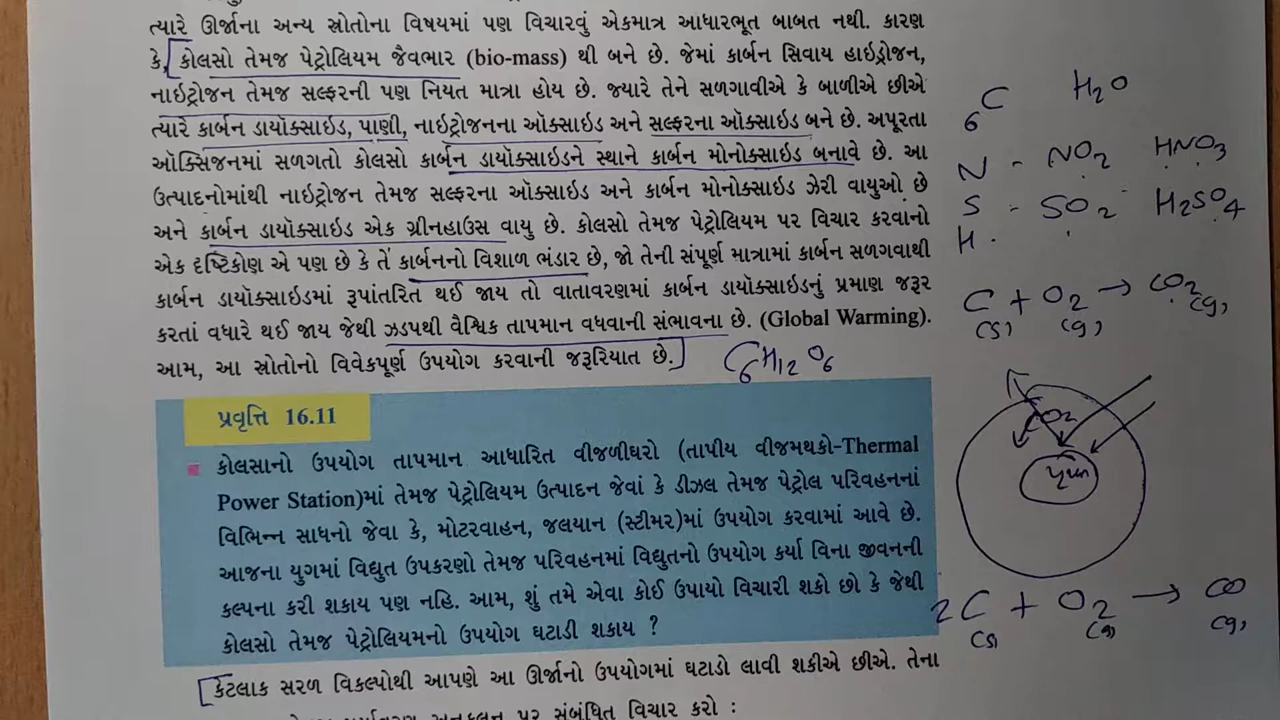 ત્યારે ઊર્જાના અન્ય સ્રોતોના વિષયમાં પણ વિચારવું એકમાત્ર આધારભૂત બાબત નથી. કારણ
કે, કોલસો તેમજ પેટ્રોલિયમ જૈવભાર (bio-mass) થી બને છે. જેમાં કાર્બન સિવાય હાઇડ્રોજન,
નાઇટ્રોજન તેમજ સલ્ફરની પણ નિયત માત્રા હોય છે. જ્યારે તેને સળગાવીએ કે બાળીએ છીએ
ત્યારે કાર્બન ડાયૉક્સાઇડ, પાણી, નાઇટ્રોજનના ઑક્સાઇડ અને સલ્ફરના ઑક્સાઇડ બને છે. અપૂરતા
ઑક્સિજનમાં સળગતો કોલસો કાર્બન ડાયૉક્સાઇડને સ્થાને કાર્બન મોનોક્સાઇડ બનાવે છે. આ
ઉત્પાદનોમાંથી નાઇટ્રોજન તેમજ સલ્ફરના ઑક્સાઇડ અને કાર્બન મોનોક્સાઇડ ઝેરી વાયુઓ છે
અને કાર્બન ડાયૉક્સાઇડ એક ગ્રીનહાઉસ વાયુ છે. કોલસો તેમજ પેટ્રોલિયમ પર વિચાર કરવાનો
એક દૃષ્ટિકોણ એ પણ છે કે તે કાર્બનનો વિશાળ ભંડાર છે, જો તેની સંપૂર્ણ માત્રામાં કાર્બન સળગવાથી
કાર્બન ડાયૉક્સાઇડમાં રૂપાંતરિત થઈ જાય તો વાતાવરણમાં કાર્બન ડાયૉક્સાઇડનું પ્રમાણ જરૂર
કરતાં વધારે થઈ જાય જેથી ઝડપથી વૈશ્વિક તાપમાન વધવાની સંભાવના છે. (Global Warming).
આમ, આ સ્રોતોનો વિવેકપૂર્ણ ઉપયોગ કરવાની જરૂરિયાત છે.
C6H12O6
પ્રવૃત્તિ 16.11
કોલસાનો ઉપયોગ તાપમાન આધારિત વીજળીઘરો (તાપીય વીજમથકો-Thermal
Power Station)માં તેમજ પેટ્રોલિયમ ઉત્પાદન જેવાં કે ડીઝલ તેમજ પેટ્રોલ પરિવહનનાં
વિભિન્ન સાધનો જેવા કે, મોટરવાહન, જલયાન (સ્ટીમર)માં ઉપયોગ કરવામાં આવે છે.
આજના યુગમાં વિદ્યુત ઉપકરણો તેમજ પરિવહનમાં વિદ્યુતનો ઉપયોગ કર્યા વિના જીવનની
કલ્પના કરી શકાય પણ નહિ. આમ, શું તમે એવા કોઈ ઉપાયો વિચારી શકો છો કે જેથી
કોલસો તેમજ પેટ્રોલિયમનો ઉપયોગ ઘટાડી શકાય ?
કેટલાક સરળ વિકલ્પોથી આપણે આ ઊર્જાનો ઉપયોગમાં ઘટાડો લાવી શકીએ છીએ. તેના
પર સંબંધિત વિચાર કરો :
6C H2O
N - NO2 HNO3
S - SO2 H2SO4
H
C(s) + O2(g) → CO2(g)
CO2
2C(s) + O2(g) → CO(g)